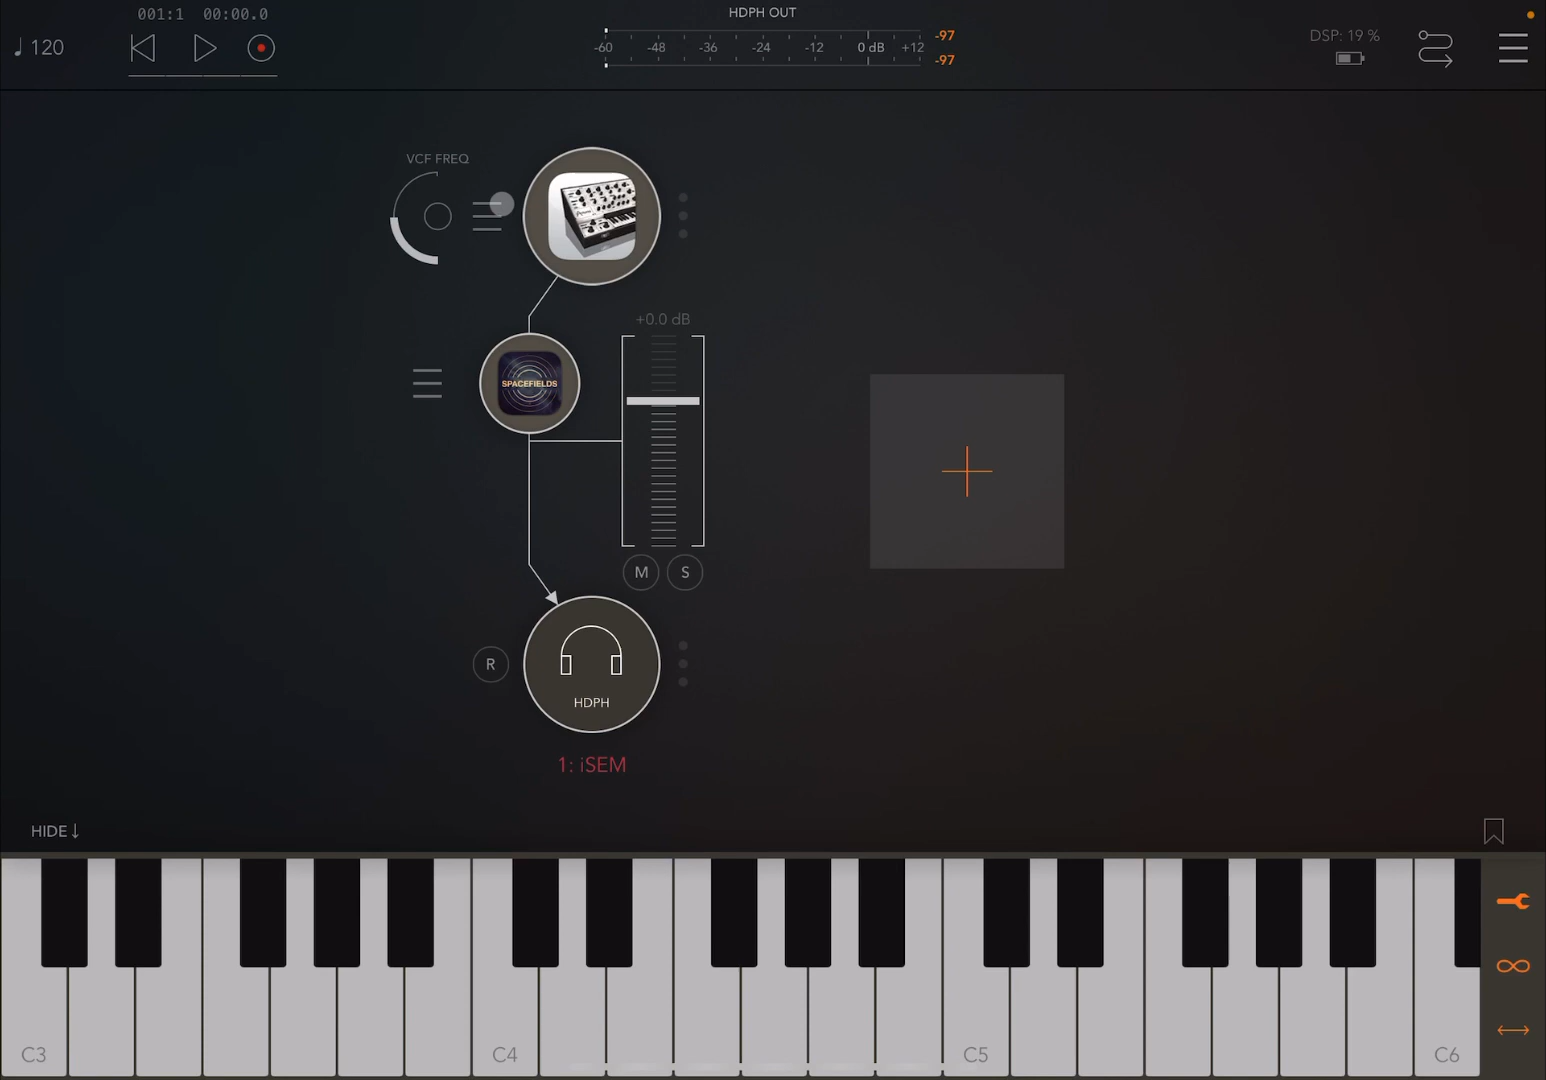 001:1 00:00.0
HDPH OUT
♩ 120
-60 -48 -36 -24 -12 0 dB +12
-97
-97
DSP: 19 %
VCF FREQ
+0.0 dB
SPACEFIELDS
M S
R
HDPH
1: iSEM
HIDE ↓
C3 C4 C5 C6